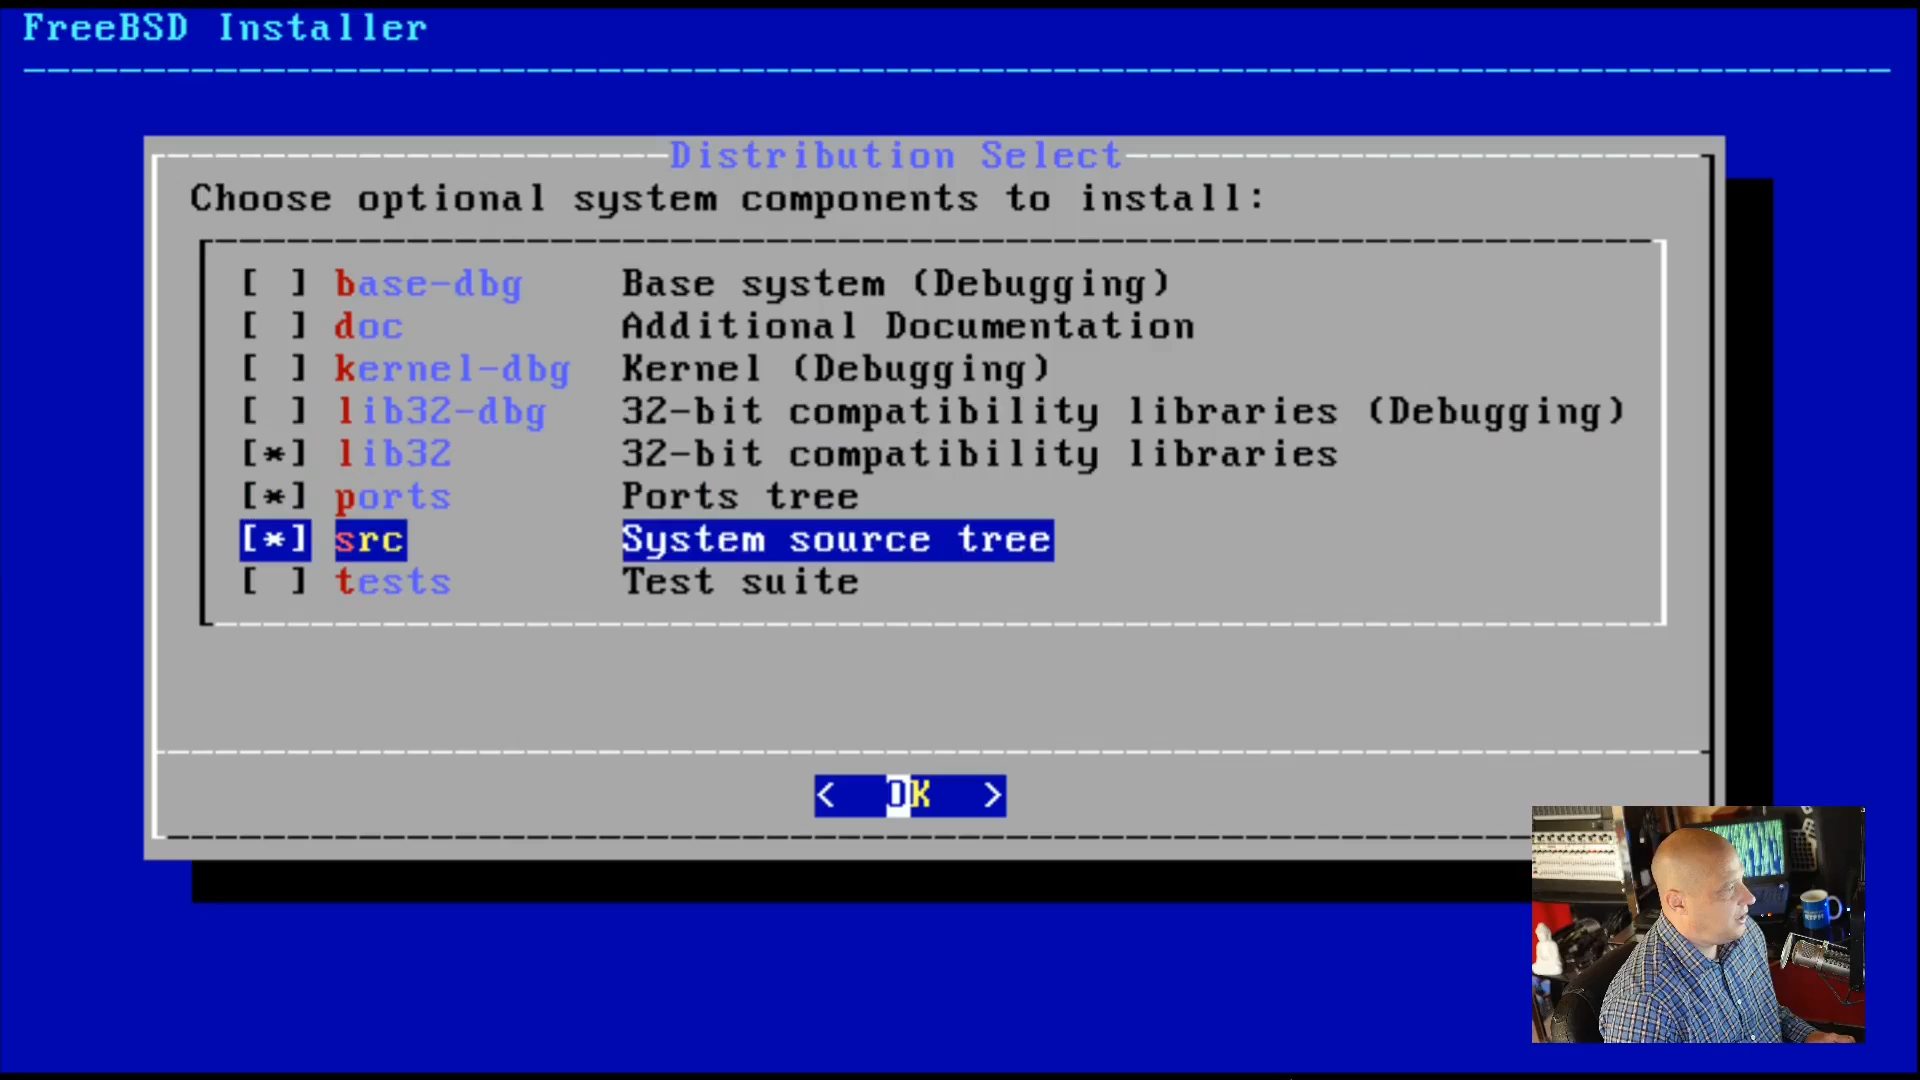 FreeBSD Installer
Distribution Select
Choose optional system components to install:
[ ] base-dbg Base system (Debugging)
[ ] doc Additional Documentation
[ ] kernel-dbg Kernel (Debugging)
[ ] lib32-dbg 32-bit compatibility libraries (Debugging)
[*] lib32 32-bit compatibility libraries
[*] ports Ports tree
[*] src System source tree
[ ] tests Test suite
< OK >